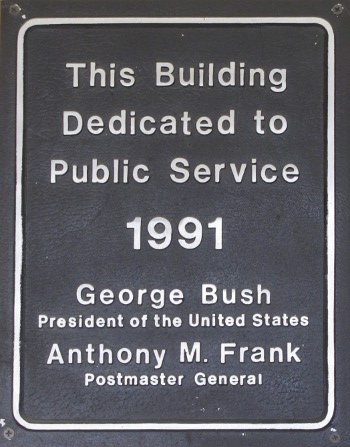 This Building
Dedicated to
Public Service
1991
George Bush
President of the United States
Anthony M. Frank
Postmaster General